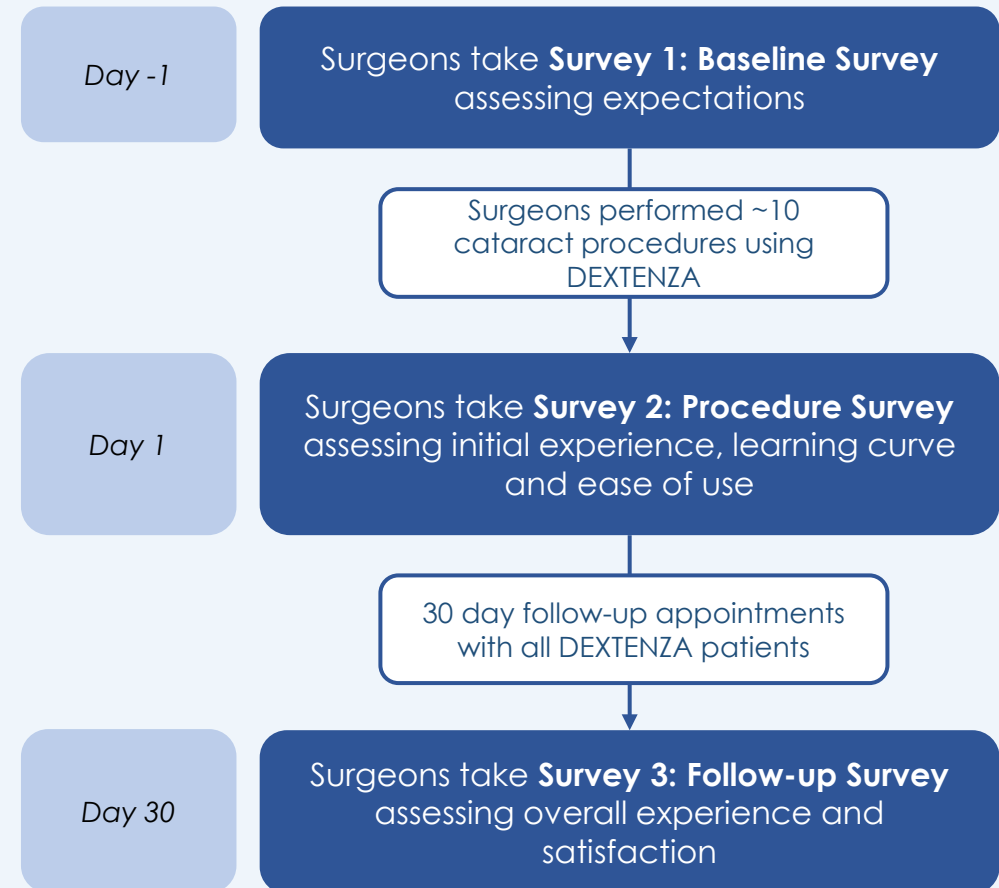 Day -1
Surgeons take Survey 1: Baseline Survey
assessing expectations
Surgeons performed ~10
cataract procedures using
DEXTENZA
Day 1
Surgeons take Survey 2: Procedure Survey
assessing initial experience, learning curve
and ease of use
30 day follow-up appointments
with all DEXTENZA patients
Day 30
Surgeons take Survey 3: Follow-up Survey
assessing overall experience and
satisfaction